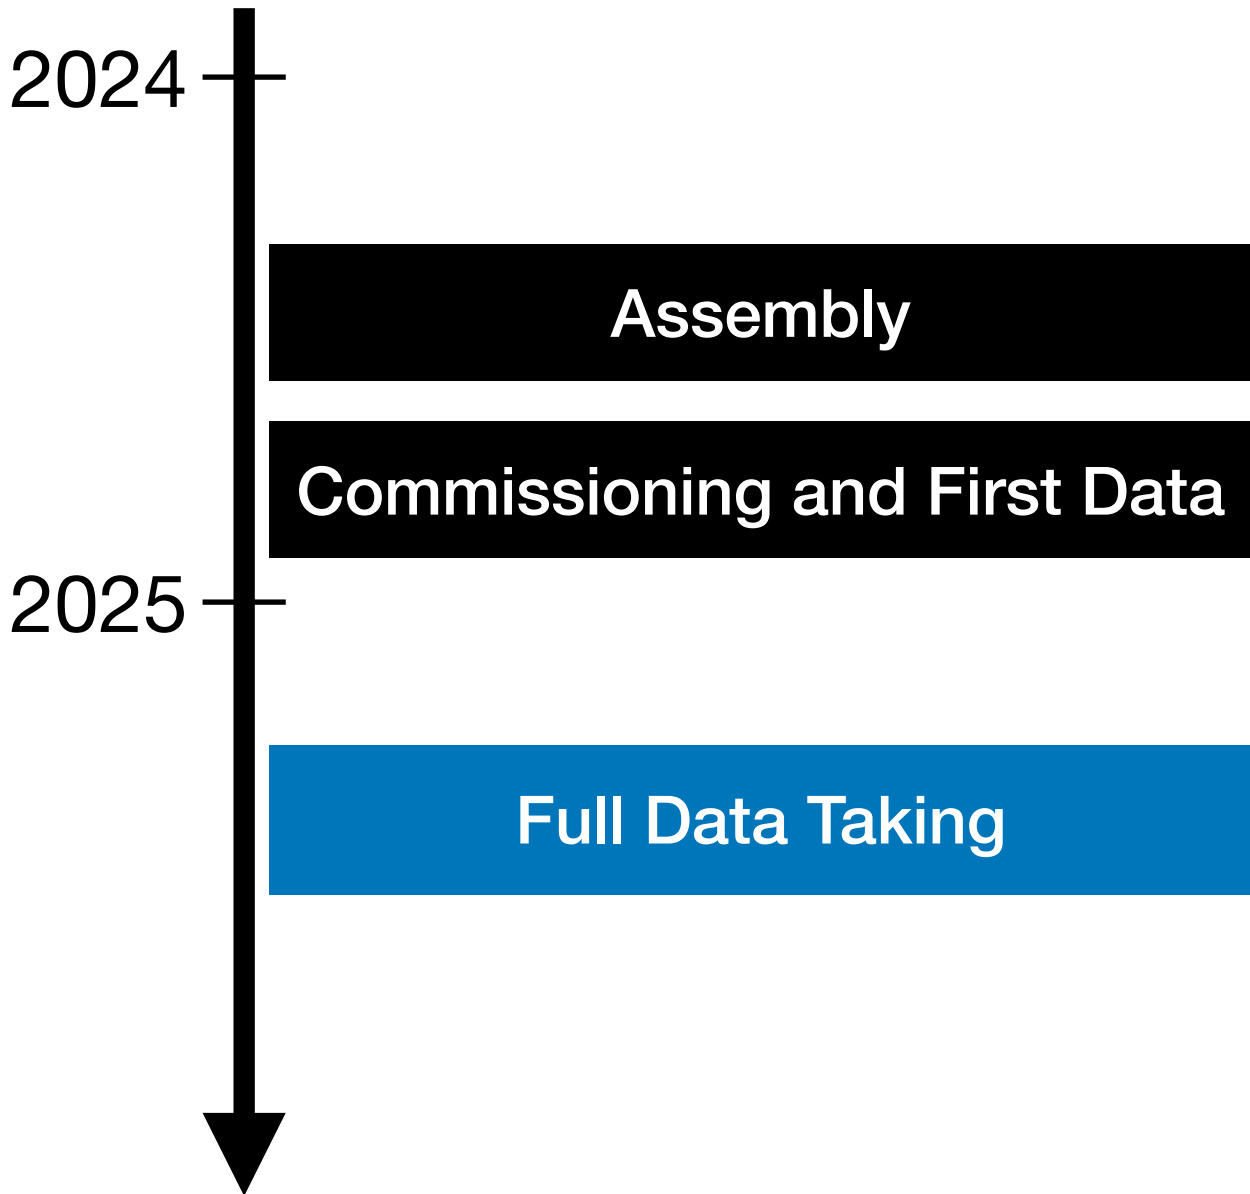 2024
Assembly
Commissioning and First Data
2025
Full Data Taking